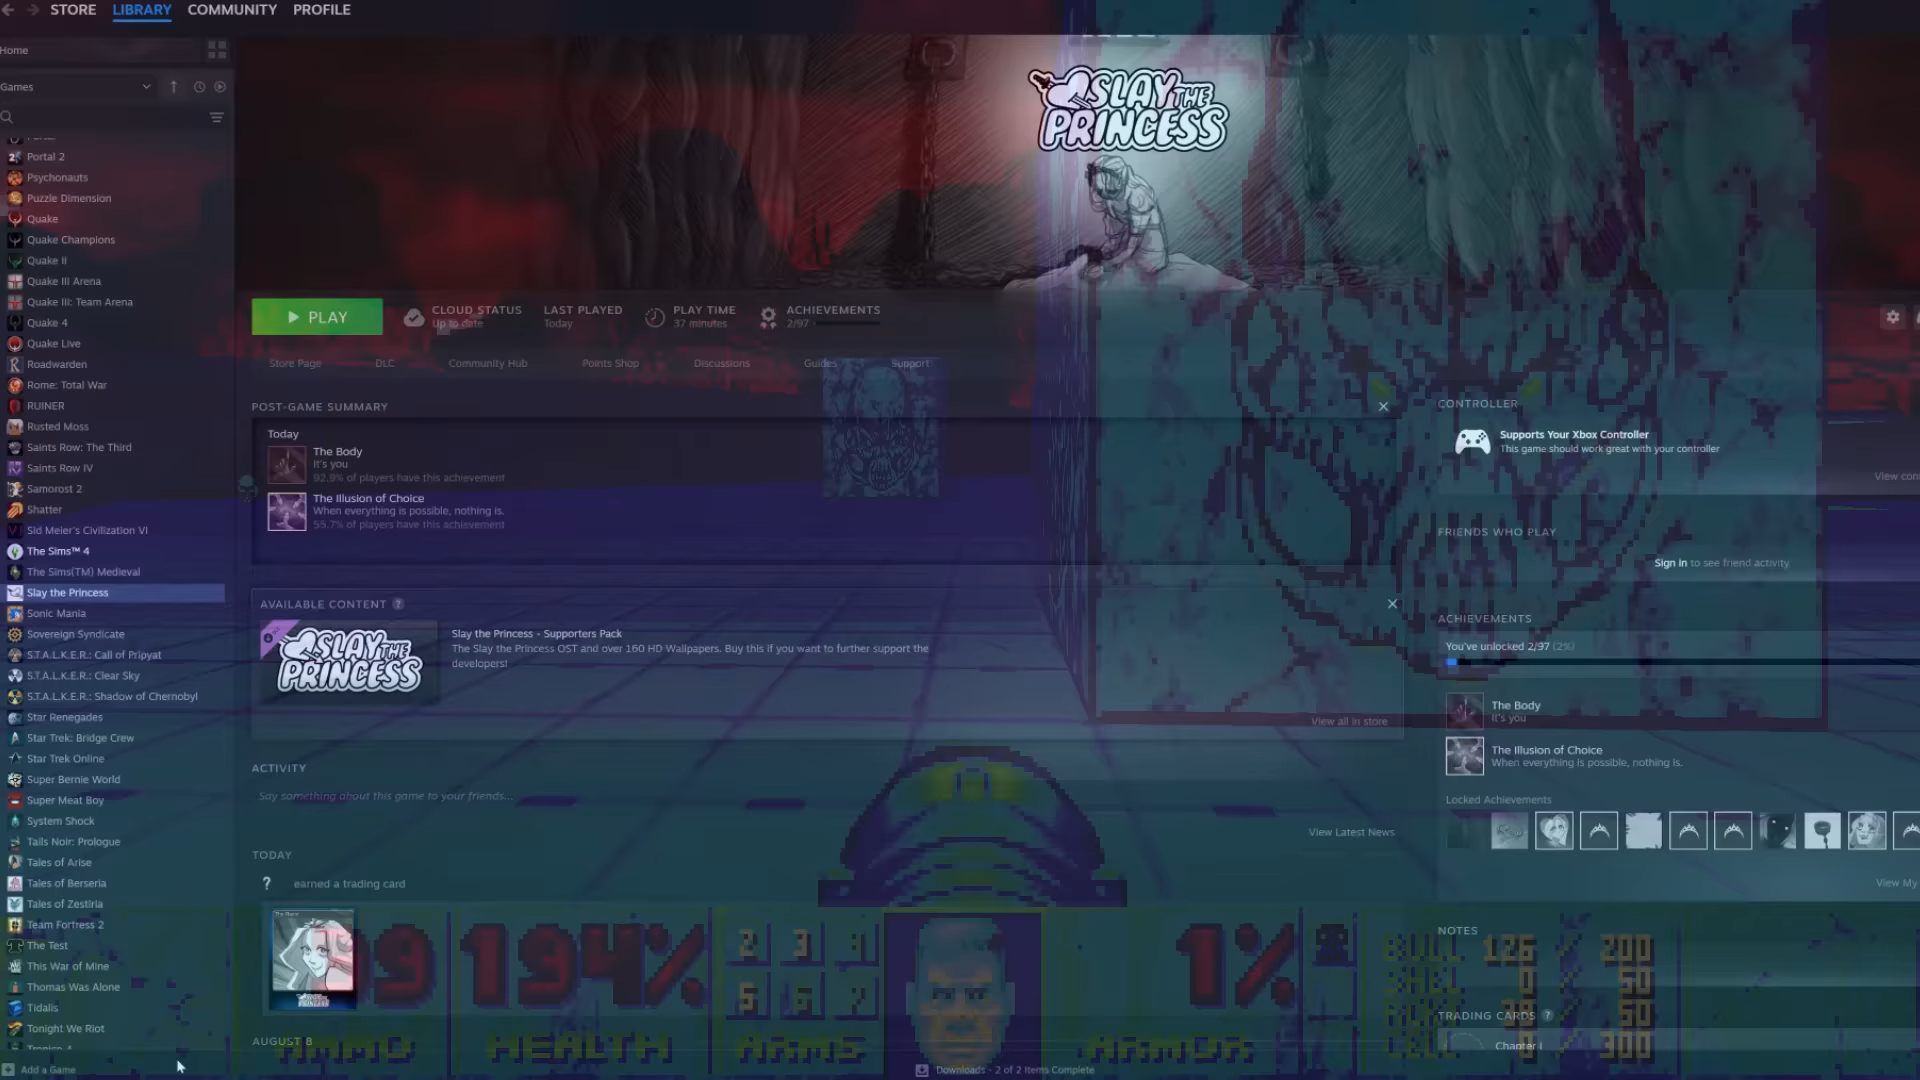 STORE LIBRARY COMMUNITY PROFILE
Home
Games
Portal 2
Psychonauts
Puzzle Dimension
Quake
Quake Champions
Quake II
Quake III Arena
Quake III: Team Arena
Quake 4
Quake Live
Roadwarden
Rome: Total War
RUINER
Rusted Moss
Saints Row: The Third
Saints Row IV
Samorost 2
Shatter
Sid Meier's Civilization VI
The Sims™ 4
The Sims(TM) Medieval
Slay the Princess
Sonic Mania
Sovereign Syndicate
S.T.A.L.K.E.R.: Call of Pripyat
S.T.A.L.K.E.R.: Clear Sky
S.T.A.L.K.E.R.: Shadow of Chernobyl
Star Renegades
Star Trek: Bridge Crew
Star Trek Online
Super Bernie World
Super Meat Boy
System Shock
Tails Noir: Prologue
Tales of Arise
Tales of Berseria
Tales of Zestiria
Team Fortress 2
The Test
This War of Mine
Thomas Was Alone
Tidalis
Tonight We Riot
Add a Game
SLAY THE
PRINCESS
PLAY
CLOUD STATUS
Up to date
LAST PLAYED
Today
PLAY TIME
37 minutes
ACHIEVEMENTS
2/97
Store Page DLC Community Hub Points Shop Discussions Guides Support
POST-GAME SUMMARY
Today
The Body
It's you
92.9% of players have this achievement
The Illusion of Choice
When everything is possible, nothing is.
55.7% of players have this achievement
AVAILABLE CONTENT ?
SLAY THE
PRINCESS
Slay the Princess - Supporters Pack
The Slay the Princess OST and over 160 HD Wallpapers. Buy this if you want to further support the
developers!
View all in store
ACTIVITY
Say something about this game to your friends...
View Latest News
TODAY
? earned a trading card
AUGUST 8
CONTROLLER
Supports Your Xbox Controller
This game should work great with your controller
FRIENDS WHO PLAY
Sign in to see friend activity
ACHIEVEMENTS
You've unlocked 2/97 (2%)
The Body
It's you
The Illusion of Choice
When everything is possible, nothing is.
Locked Achievements
View My
NOTES
TRADING CARDS ?
Chapter I
194% 2 3 4 1%
5 6 7
AMMO HEALTH ARMS ARMOR
BULL 126 / 200
SHEL 0 / 50
/ 50
CELL 0 / 300
Downloads - 2 of 2 Items Complete